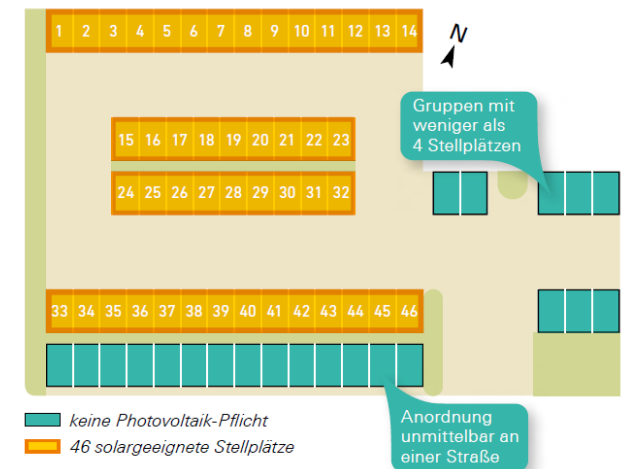 1 2 3 4 5 6 7 8 9 10 11 12 13 14
N
Gruppen mit
weniger als
4 Stellplätzen
15 16 17 18 19 20 21 22 23
24 25 26 27 28 29 30 31 32
33 34 35 36 37 38 39 40 41 42 43 44 45 46
keine Photovoltaik-Pflicht
46 solargeeignete Stellplätze
Anordnung
unmittelbar an
einer Straße